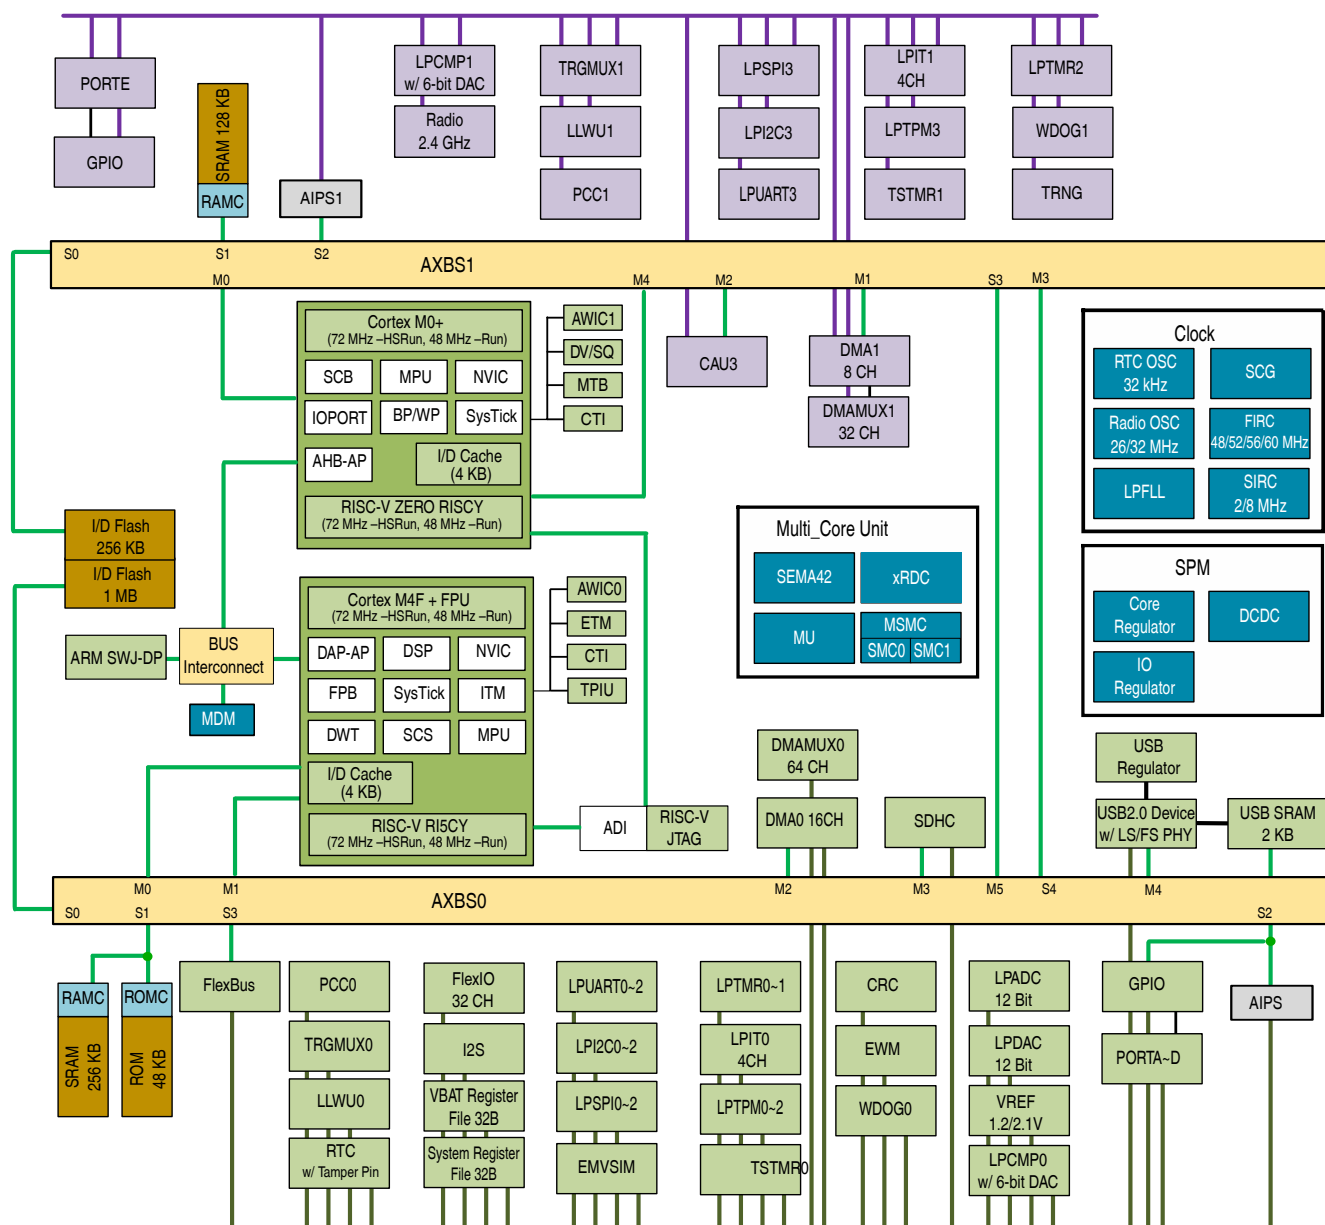 PORTE
GPIO
SRAM 128 KB
RAMC
AIPS1
LPCMP1
w/ 6-bit DAC
Radio
2.4 GHz
TRGMUX1
LLWU1
PCC1
LPSPI3
LPI2C3
LPUART3
LPIT1
4CH
LPTPM3
TSTMR1
LPTMR2
WDOG1
TRNG
S0
S1
S2
AXBS1
M0
M4
M2
M1
S3
M3
Cortex M0+
(72 MHz –HSRun, 48 MHz –Run)
SCB
MPU
NVIC
IOPORT
BP/WP
SysTick
AHB-AP
I/D Cache
(4 KB)
RISC-V ZERO RISCY
(72 MHz –HSRun, 48 MHz –Run)
AWIC1
DV/SQ
MTB
CTI
CAU3
DMA1
8 CH
DMAMUX1
32 CH
Clock
RTC OSC
32 kHz
SCG
Radio OSC
26/32 MHz
FIRC
48/52/56/60 MHz
LPFLL
SIRC
2/8 MHz
I/D Flash
256 KB
I/D Flash
1 MB
ARM SWJ-DP
BUS
Interconnect
MDM
Cortex M4F + FPU
(72 MHz –HSRun, 48 MHz –Run)
DAP-AP
DSP
NVIC
FPB
SysTick
ITM
DWT
SCS
MPU
I/D Cache
(4 KB)
RISC-V RI5CY
(72 MHz –HSRun, 48 MHz –Run)
AWIC0
ETM
CTI
TPIU
ADI
RISC-V
JTAG
Multi_Core Unit
SEMA42
xRDC
MU
MSMC
SMC0
SMC1
SPM
Core
Regulator
DCDC
IO
Regulator
DMAMUX0
64 CH
DMA0 16CH
SDHC
USB
Regulator
USB2.0 Device
w/ LS/FS PHY
USB SRAM
2 KB
M0
M1
M2
M3
M5
S4
M4
AXBS0
S0
S1
S3
S2
RAMC
SRAM
256 KB
ROMC
ROM
48 KB
FlexBus
PCC0
TRGMUX0
LLWU0
RTC
w/ Tamper Pin
FlexIO
32 CH
I2S
VBAT Register
File 32B
System Register
File 32B
LPUART0~2
LPI2C0~2
LPSPI0~2
EMVSIM
LPTMR0~1
LPIT0
4CH
LPTPM0~2
TSTMR0
CRC
EWM
WDOG0
LPADC
12 Bit
LPDAC
12 Bit
VREF
1.2/2.1V
LPCMP0
w/ 6-bit DAC
GPIO
PORTA~D
AIPS